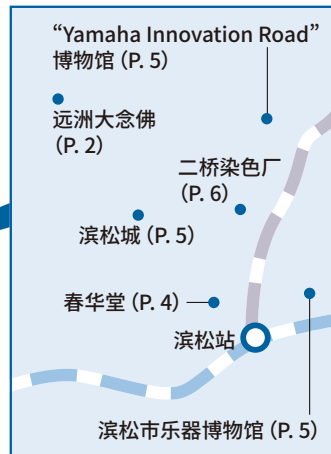 “Yamaha Innovation Road”
博物馆 (P. 5)
远洲大念佛
(P. 2)
二桥染色厂
(P. 6)
滨松城 (P. 5)
春华堂 (P. 4)
滨松站
滨松市乐器博物馆 (P. 5)